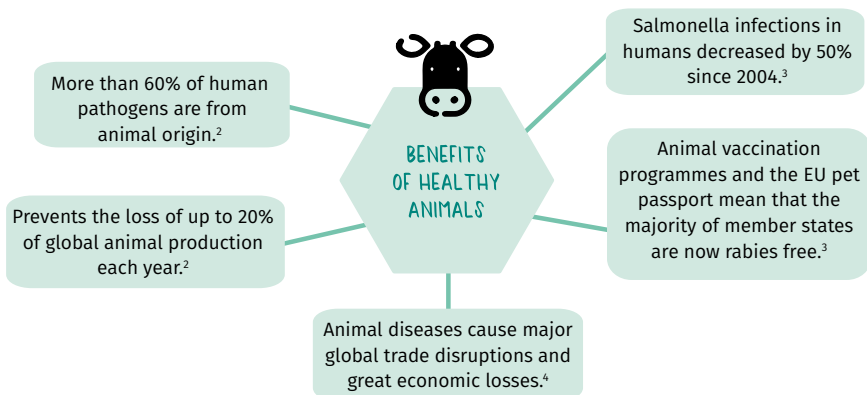 BENEFITS
OF HEALTHY
ANIMALS
More than 60% of human
pathogens are from
animal origin.²
Prevents the loss of up to 20%
of global animal production
each year.²
Animal diseases cause major
global trade disruptions and
great economic losses.⁴
Salmonella infections in
humans decreased by 50%
since 2004.³
Animal vaccination
programmes and the EU pet
passport mean that the
majority of member states
are now rabies free.³